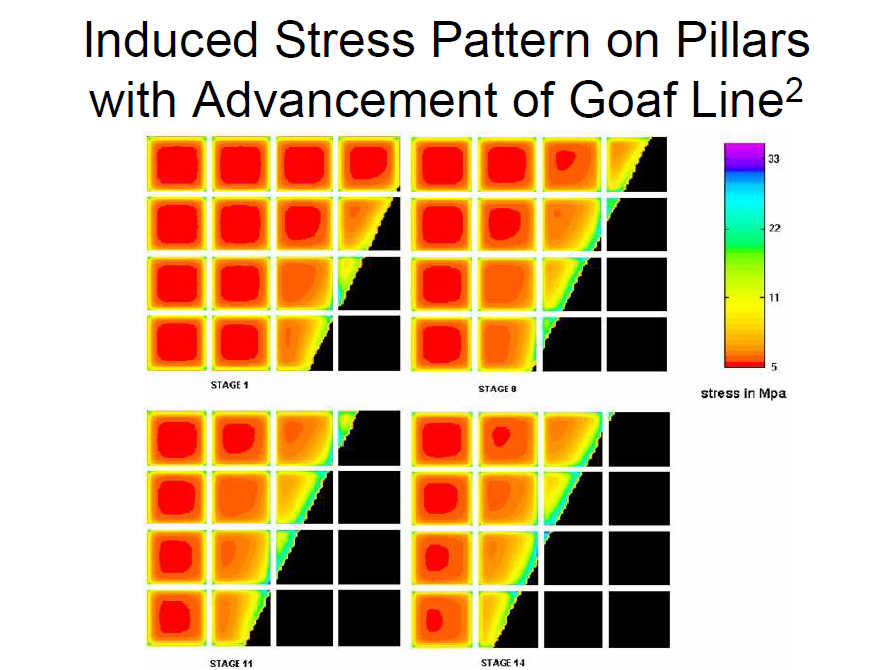 Induced Stress Pattern on Pillars
with Advancement of Goaf Line2
33
22
11
5
stress in Mpa
STAGE 1
STAGE 8
STAGE 11
STAGE 14